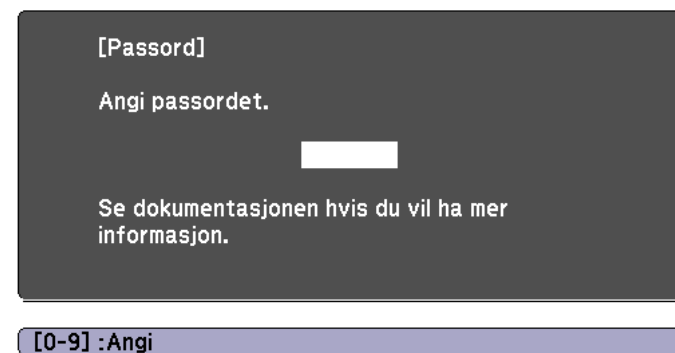 [Passord]
Angi passordet.
Se dokumentasjonen hvis du vil ha mer
informasjon.
[0-9] :Angi